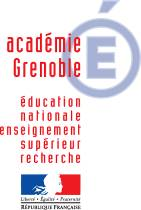 académie
Grenoble
É
éducation
nationale
enseignement
supérieur
recherche
Liberté • Égalité • Fraternité
RÉPUBLIQUE FRANÇAISE